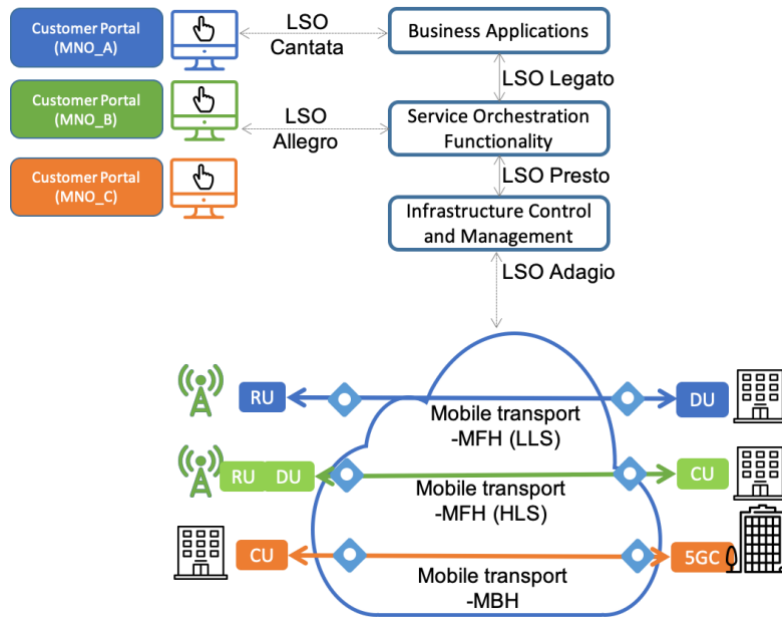 Customer Portal
(MNO_A)
LSO
Cantata
Business Applications
LSO Legato
Customer Portal
(MNO_B)
LSO
Allegro
Service Orchestration
Functionality
LSO Presto
Customer Portal
(MNO_C)
Infrastructure Control
and Management
LSO Adagio
RU
DU
Mobile transport
-MFH (LLS)
RU DU
CU
Mobile transport
-MFH (HLS)
CU
5GC
Mobile transport
-MBH